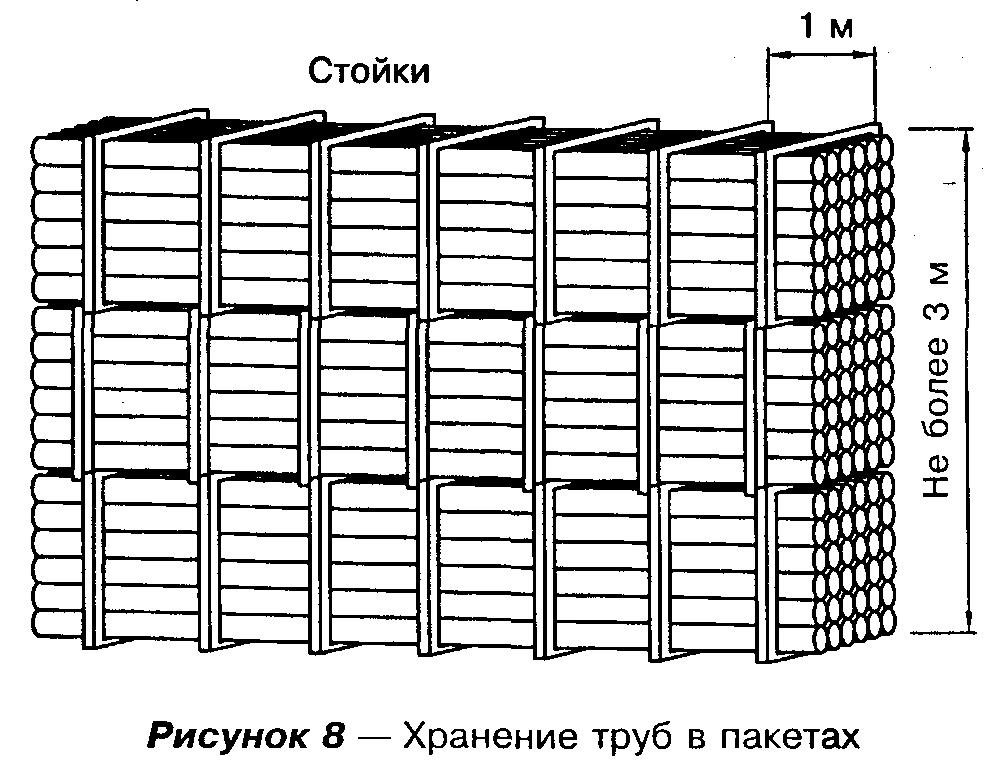 1 м
Стойки
Не более 3 м
Рисунок 8 — Хранение труб в пакетах